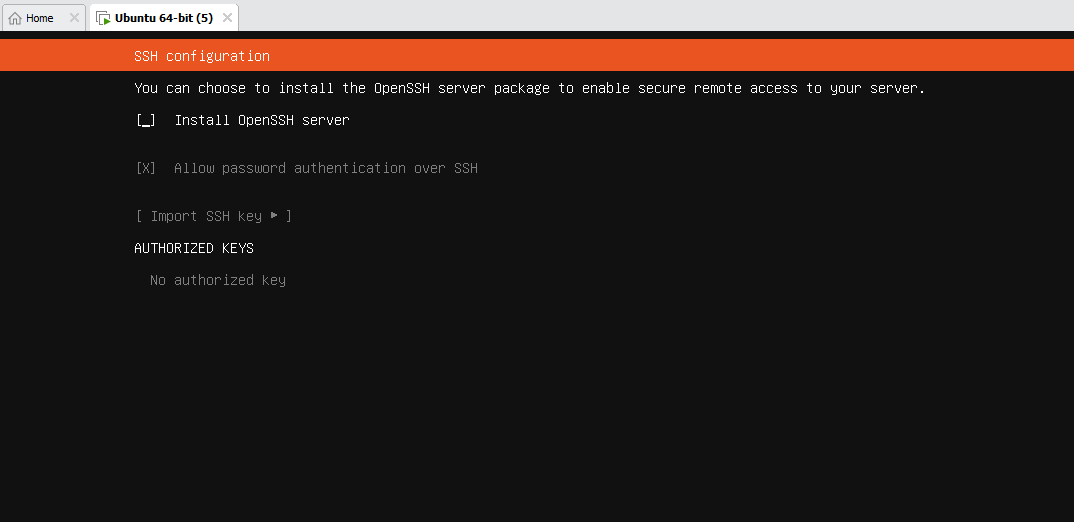 Home
Ubuntu 64-bit (5)
SSH configuration
You can choose to install the OpenSSH server package to enable secure remote access to your server.
[_] Install OpenSSH server
[X] Allow password authentication over SSH
[ Import SSH key ▸ ]
AUTHORIZED KEYS
No authorized key